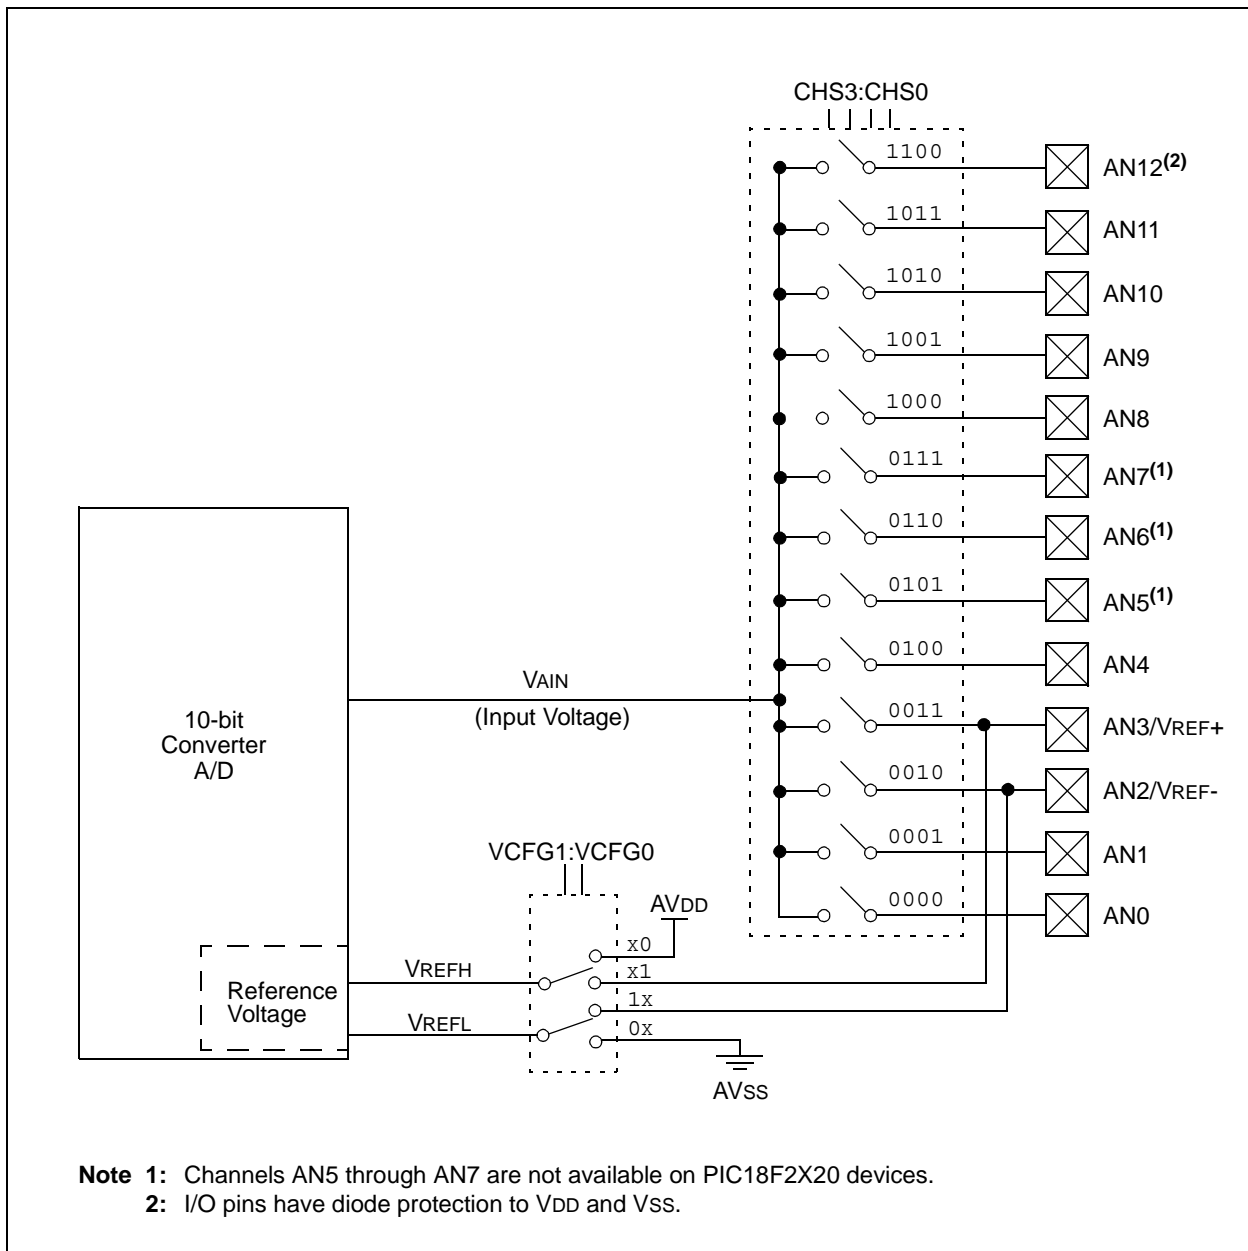 CHS3:CHS0
1100
AN12(2)
1011
AN11
1010
AN10
1001
AN9
1000
AN8
0111
AN7(1)
0110
AN6(1)
0101
AN5(1)
0100
AN4
VAIN
(Input Voltage)
10-bit
Converter
A/D
0011
AN3/VREF+
0010
AN2/VREF-
0001
AN1
0000
AN0
VCFG1:VCFG0
AVDD
x0
x1
1x
0x
VREFH
VREFL
Reference
Voltage
AVSS
Note 1: Channels AN5 through AN7 are not available on PIC18F2X20 devices.
2: I/O pins have diode protection to VDD and VSS.